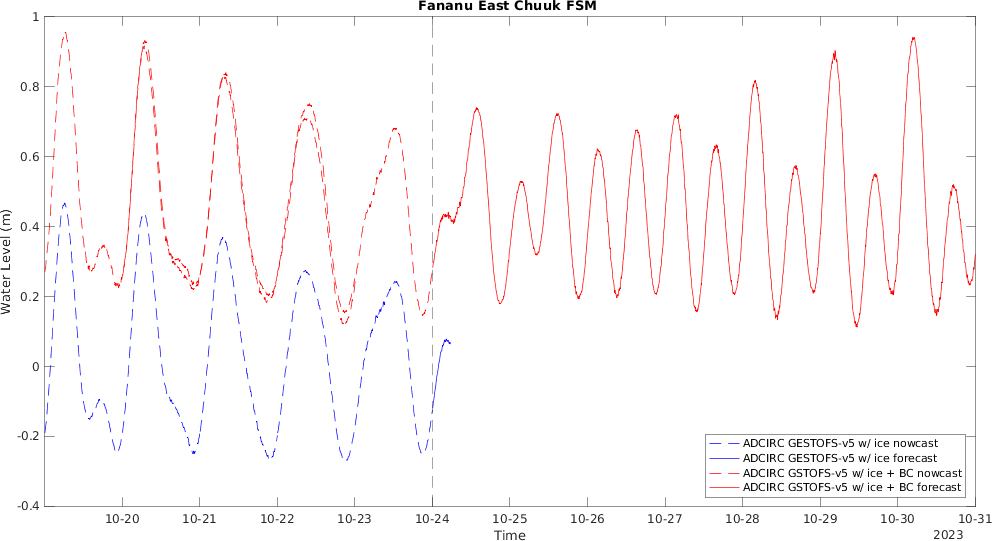 Fananu East Chuuk FSM
1
0.8
0.6
0.4
0.2
0
-0.2
-0.4
Water Level (m)
ADCIRC GESTOFS-v5 w/ ice nowcast
ADCIRC GESTOFS-v5 w/ ice forecast
ADCIRC GSTOFS-v5 w/ ice + BC nowcast
ADCIRC GSTOFS-v5 w/ ice + BC forecast
10-20 10-21 10-22 10-23 10-24 10-25 10-26 10-27 10-28 10-29 10-30 10-31
Time
2023